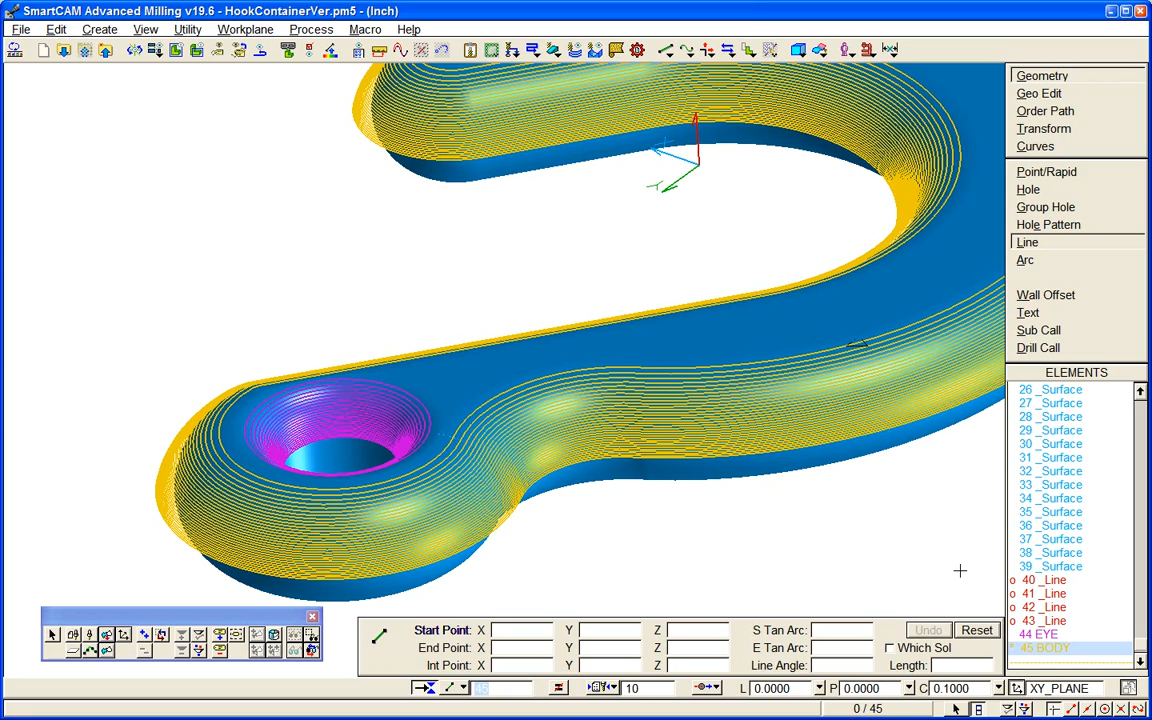 SmartCAM Advanced Milling v19.6 - HookContainerVer.pm5 - (Inch)
File Edit Create View Utility Workplane Process Macro Help
Geometry
Geo Edit
Order Path
Transform
Curves
Point/Rapid
Hole
Group Hole
Hole Pattern
Line
Arc
Wall Offset
Text
Sub Call
Drill Call
ELEMENTS
26 _Surface
27 _Surface
28 _Surface
29 _Surface
30 _Surface
31 _Surface
32 _Surface
33 _Surface
34 _Surface
35 _Surface
36 _Surface
37 _Surface
38 _Surface
39 _Surface
o 40 _Line
o 41 _Line
o 42 _Line
o 43 _Line
44 EYE
* 45 BODY
Start Point: X Y Z S Tan Arc: Undo Reset
End Point: X Y Z E Tan Arc: Which Sol
Int Point: X Y Z Line Angle: Length:
45 10 L 0.0000 P 0.0000 C 0.1000 XY_PLANE
0 / 45